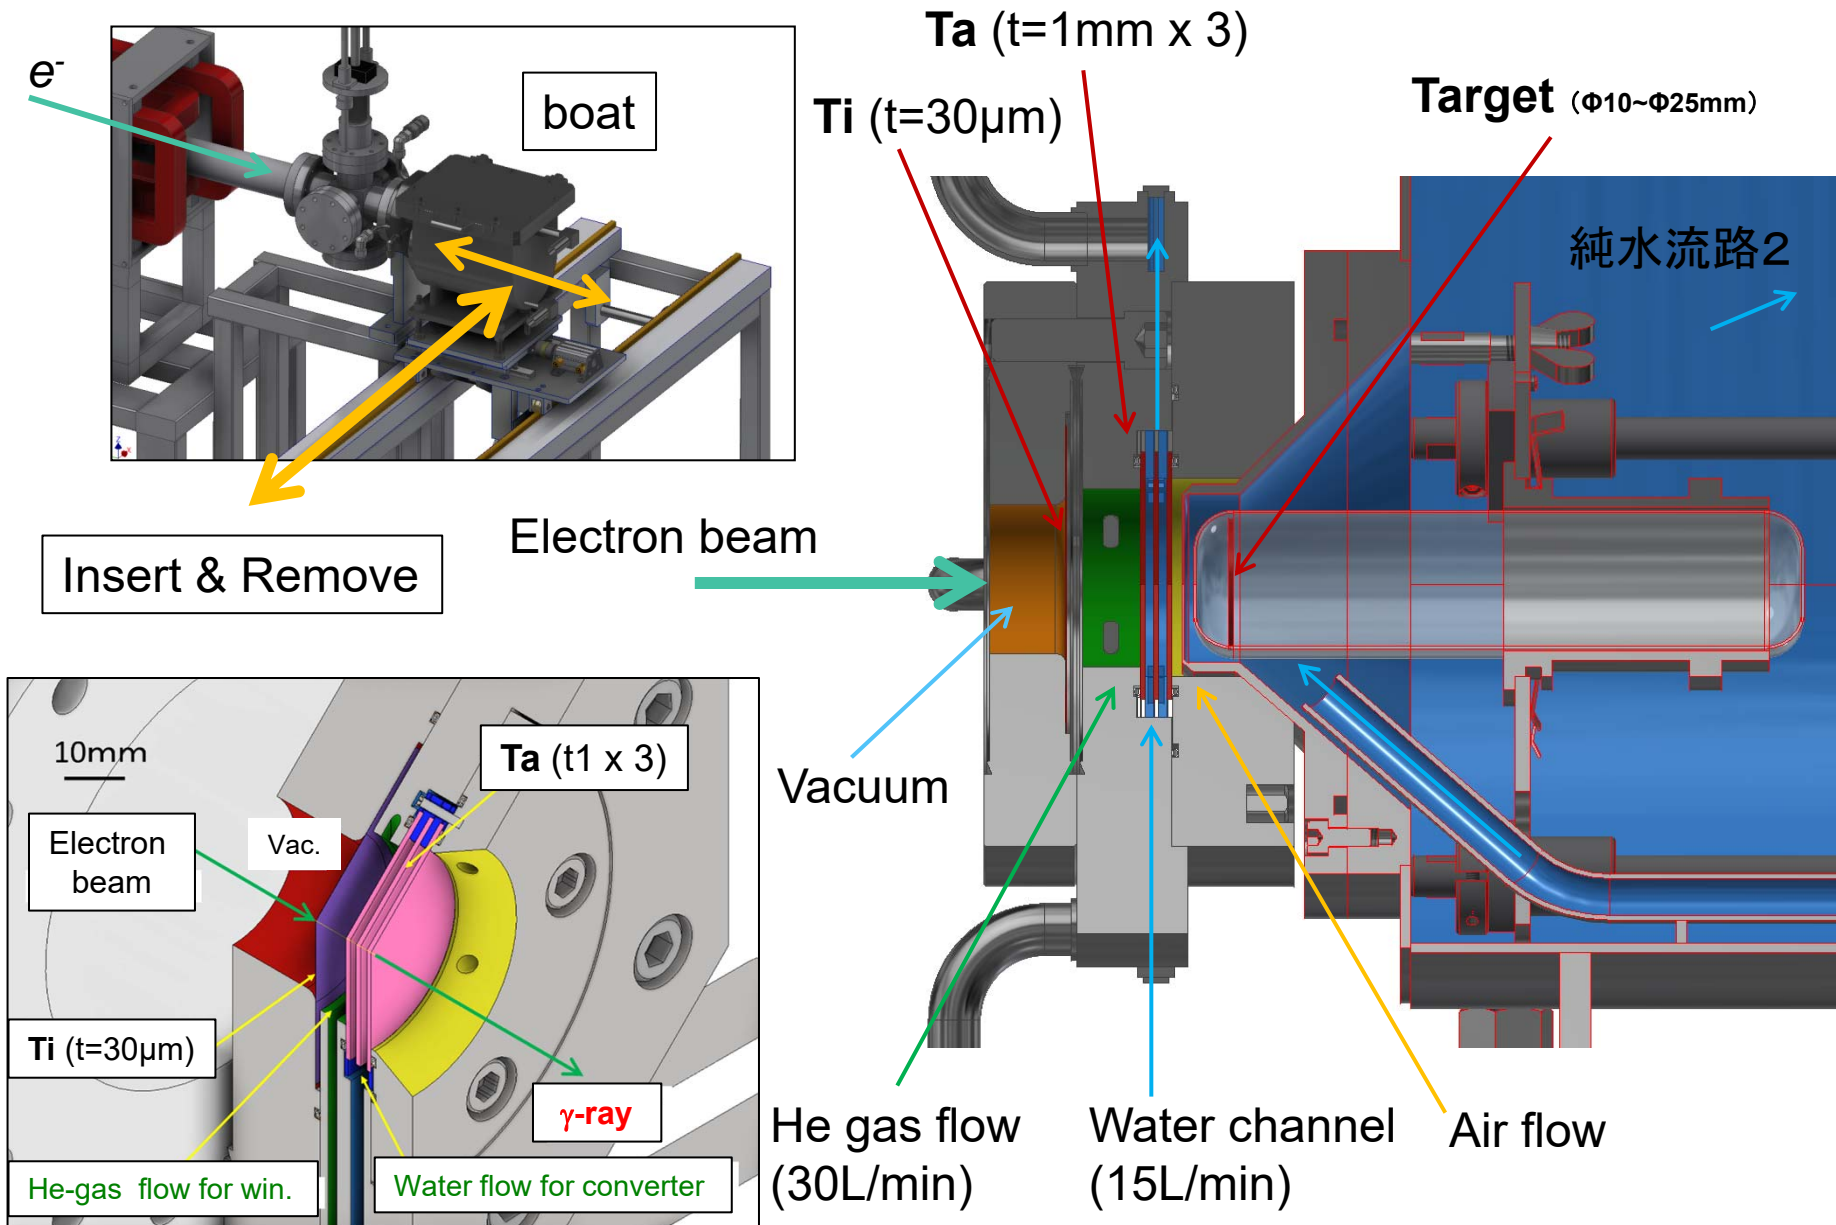 e-
boat
Insert & Remove
Ta (t=1mm x 3)
Ti (t=30μm)
Target (Φ10~Φ25mm)
純水流路2
Electron beam
Vacuum
He gas flow
(30L/min)
Water channel
(15L/min)
Air flow
10mm
Ta (t1 x 3)
Electron
beam
Vac.
Ti (t=30μm)
γ-ray
He-gas flow for win.
Water flow for converter